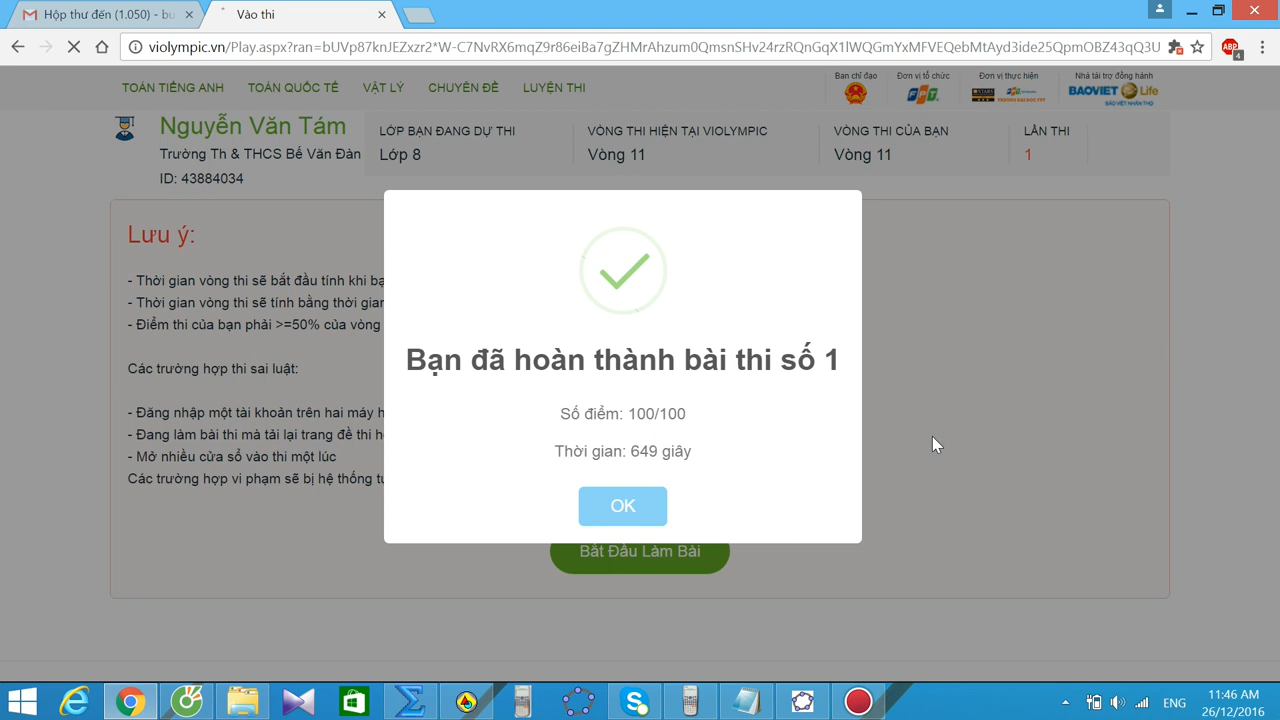 Hộp thư đến (1.050) - bu
Vào thi
violympic.vn/Play.aspx?ran=bUVp87knJEZxzr2*W-C7NvRX6mqZ9r86eiBa7gZHMrAhzum0QmsnSHv24rzRQnGqX1lWQGmYxMFVEQebMtAyd3ide25QpmOBZ43qQ3U
ABP
4
TOÁN TIẾNG ANH TOÁN QUỐC TẾ VẬT LÝ CHUYÊN ĐỀ LUYỆN THI
Ban chỉ đạo Đơn vị tổ chức Đơn vị thực hiện Nhà tài trợ đồng hành
FPT BAOVIET Life
BẢO VIỆT NHÂN THỌ
Nguyễn Văn Tám
Trường Th & THCS Bế Văn Đàn
ID: 43884034
LỚP BẠN ĐANG DỰ THI VÒNG THI HIỆN TẠI VIOLYMPIC VÒNG THI CỦA BẠN LẦN THI
Lớp 8 Vòng 11 Vòng 11 1
Lưu ý:
- Thời gian vòng thi sẽ bắt đầu tính khi bạ
- Thời gian vòng thi sẽ tính bằng thời gian
- Điểm thi của bạn phải >=50% của vòng
Các trường hợp thi sai luật:
- Đăng nhập một tài khoản trên hai máy h
- Đang làm bài thi mà tải lại trang đề thi h
- Mở nhiều cửa sổ vào thi một lúc
Các trường hợp vi phạm sẽ bị hệ thống tự
Bạn đã hoàn thành bài thi số 1
Số điểm: 100/100
Thời gian: 649 giây
OK
Bắt Đầu Làm Bài
ENG
11:46 AM
26/12/2016